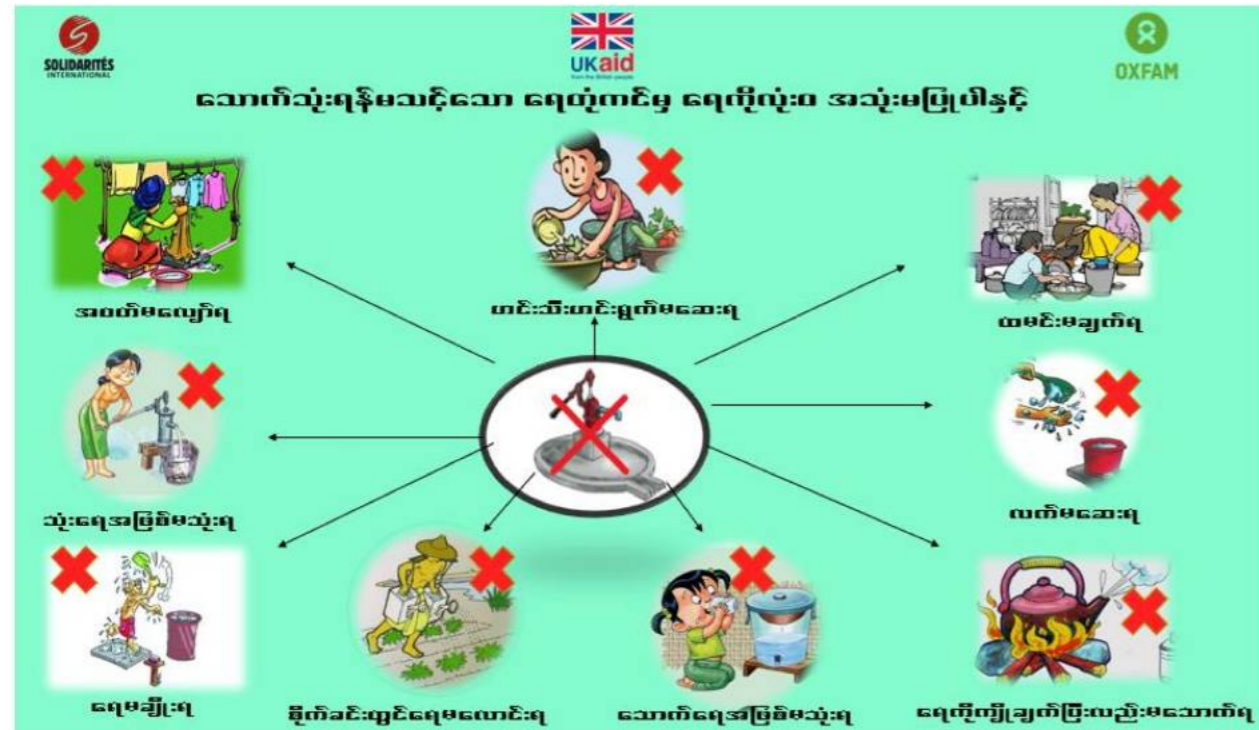 SOLIDARITÉS
INTERNATIONAL
UKaid
from the British people
OXFAM
သောက်သုံးရန်မသင့်သော ရေတုံကင်မှ ရေကိုလုံးဝ အသုံးမပြုပါနှင့်
အဝတ်မလျှော်ရ
ဟင်းသီးဟင်းရွက်မဆေးရ
ထမင်းမချက်ရ
သုံးရေအဖြစ်မသုံးရ
လက်မဆေးရ
ရေမချိုးရ
စိုက်ခင်းတွင်ရေမလောင်းရ
သောက်ရေအဖြစ်မသုံးရ
ရေကိုကျိုချက်ပြီးလည်းမသောက်ရ